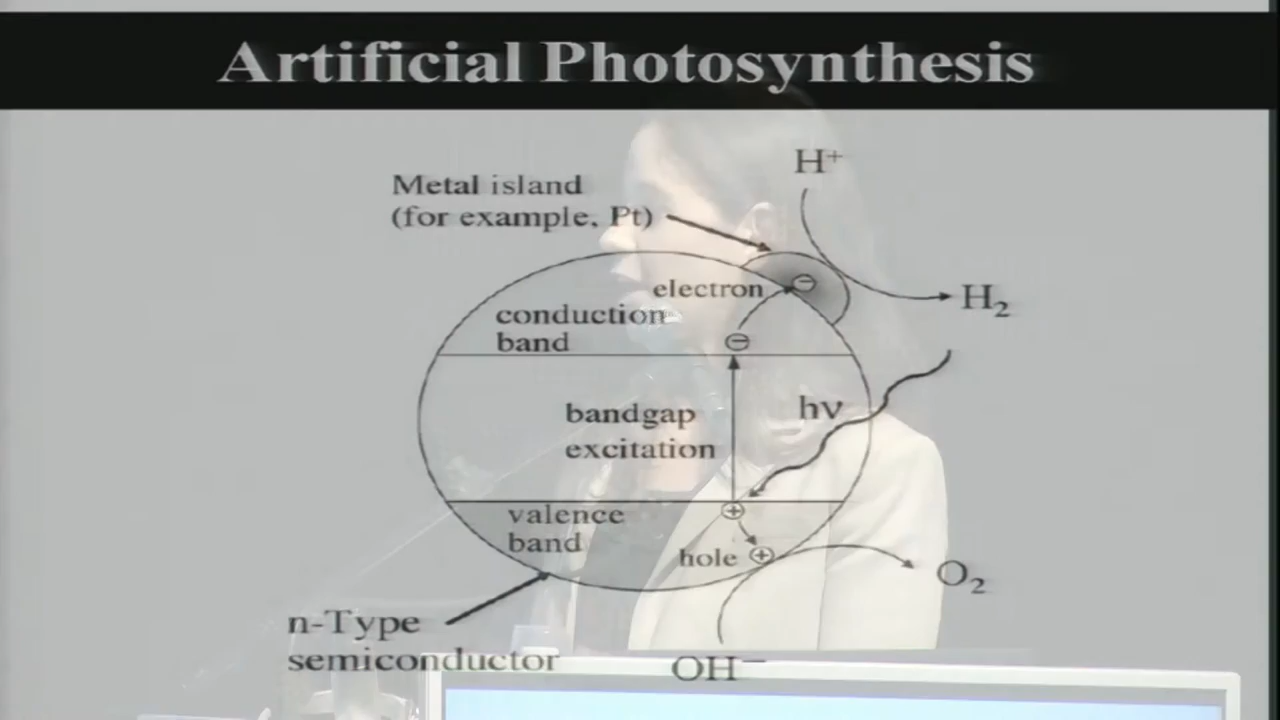 Artificial Photosynthesis
H⁺
Metal island
(for example, Pt)
electron
⊖
H₂
conduction
band
⊖
hν
bandgap
excitation
valence
band
⊕
hole ⊕
O₂
n-Type
semiconductor
OH⁻